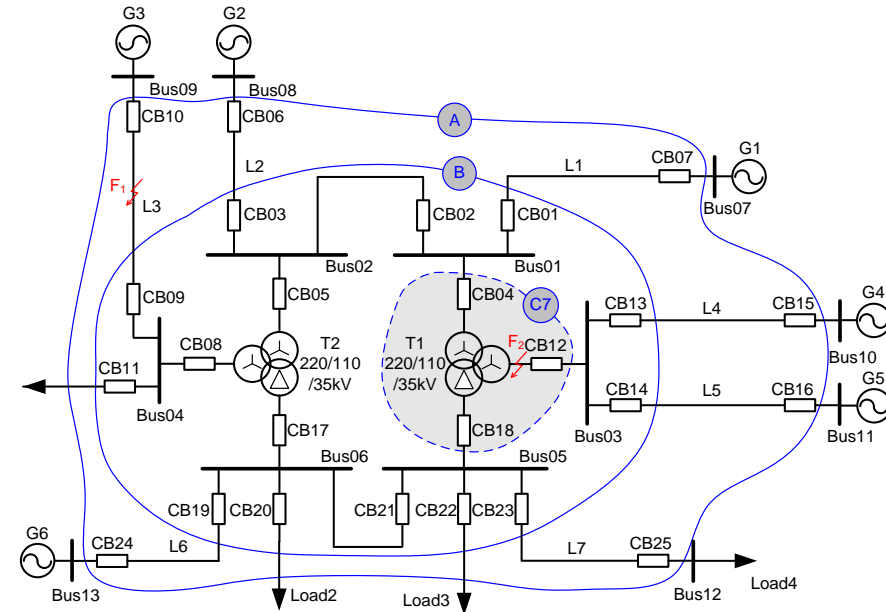 G3
G2
Bus09
Bus08
CB10
CB06
A
L1
CB07
G1
F₁
L3
L2
B
CB03
CB02
CB01
Bus07
Bus02
Bus01
CB09
CB05
CB04
C7
CB13
L4
CB15
G4
CB08
T2
220/110
/35kV
T1
220/110
/35kV
F₂
CB12
Bus10
CB11
Bus04
CB14
L5
CB16
G5
Bus03
Bus11
CB17
CB18
Bus06
Bus05
CB19
CB20
CB21
CB22
CB23
G6
CB24
L6
L7
CB25
Bus13
Load2
Load3
Bus12
Load4